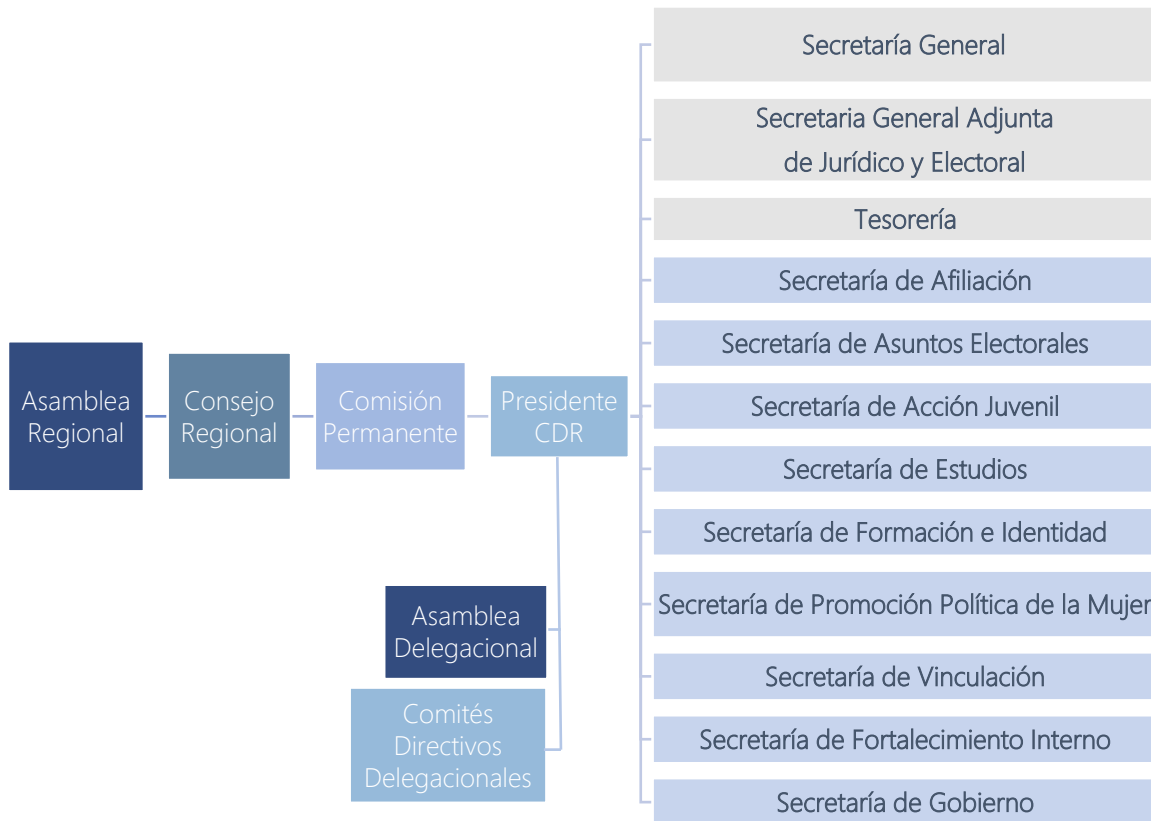 Secretaría General
Secretaria General Adjunta
de Jurídico y Electoral
Tesorería
Secretaría de Afiliación
Secretaría de Asuntos Electorales
Secretaría de Acción Juvenil
Secretaría de Estudios
Secretaría de Formación e Identidad
Secretaría de Promoción Política de la Mujer
Secretaría de Vinculación
Secretaría de Fortalecimiento Interno
Secretaría de Gobierno
Asamblea
Regional
Consejo
Regional
Comisión
Permanente
Presidente
CDR
Asamblea
Delegacional
Comités
Directivos
Delegacionales